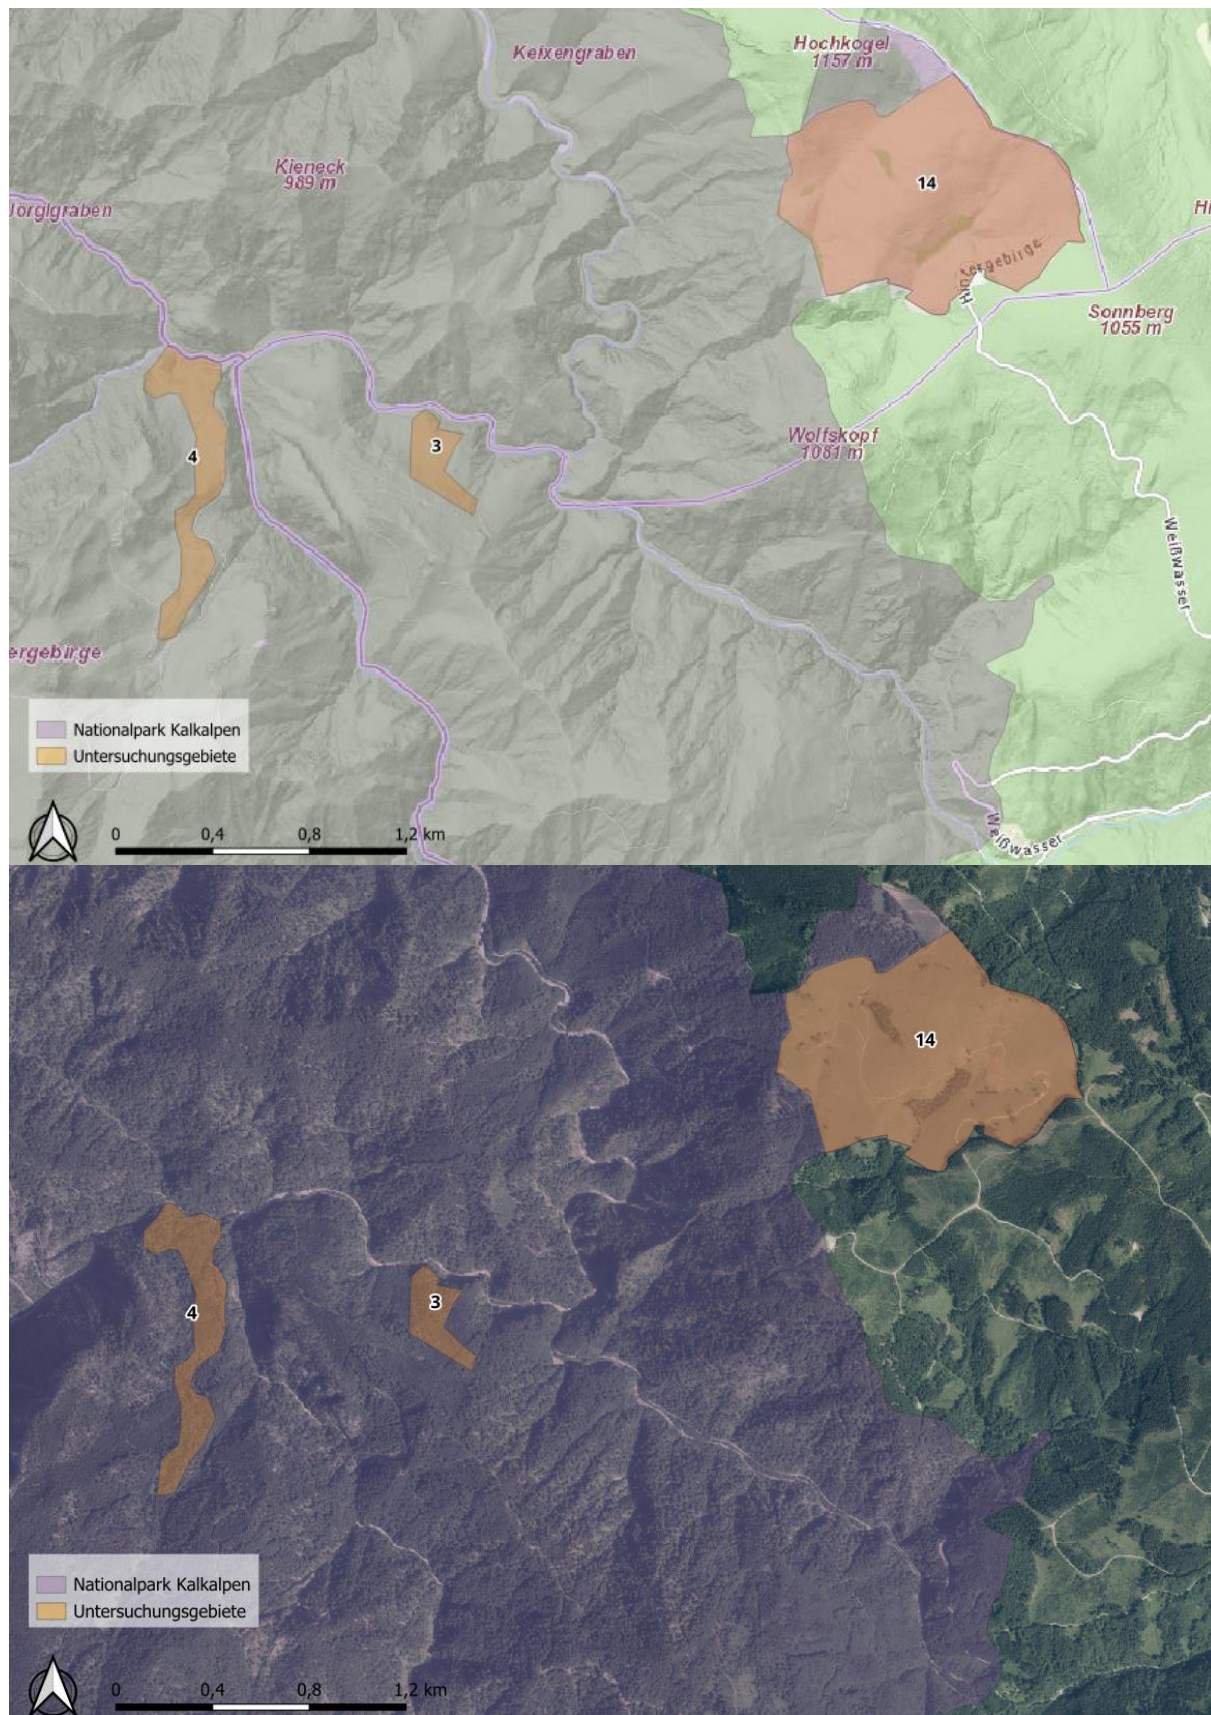 Hochkogel
1157 m
Keixengraben
Kieneck
989 m
14
Jörglgraben
Hi
Hintergebirge
Sonnberg
1055 m
Wolfskopf
1081 m
3
4
Weißwasser
ergebirge
Nationalpark Kalkalpen
Untersuchungsgebiete
0 0,4 0,8 1,2 km
Weißwasser
14
3
4
Nationalpark Kalkalpen
Untersuchungsgebiete
0 0,4 0,8 1,2 km